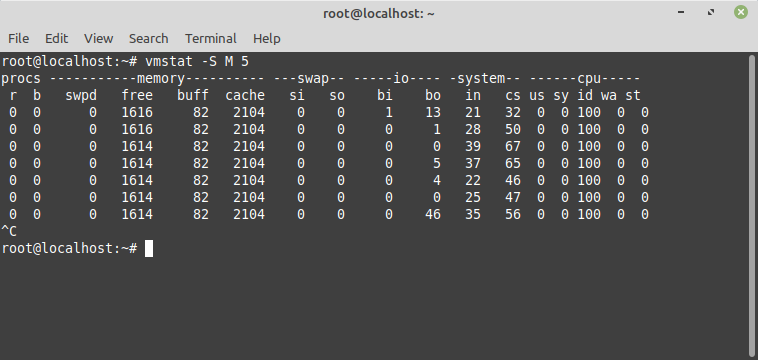 root@localhost: ~
File Edit View Search Terminal Help
root@localhost:~# vmstat -S M 5
procs -----------memory---------- ---swap-- -----io---- -system-- ------cpu-----
 r  b   swpd   free   buff  cache   si   so    bi    bo   in   cs us sy id wa st
 0  0      0   1616     82   2104    0    0     1    13   21   32  0  0 100  0  0
 0  0      0   1616     82   2104    0    0     0     1   28   50  0  0 100  0  0
 0  0      0   1614     82   2104    0    0     0     0   39   67  0  0 100  0  0
 0  0      0   1614     82   2104    0    0     0     5   37   65  0  0 100  0  0
 0  0      0   1614     82   2104    0    0     0     4   22   46  0  0 100  0  0
 0  0      0   1614     82   2104    0    0     0     0   25   47  0  0 100  0  0
 0  0      0   1614     82   2104    0    0     0    46   35   56  0  0 100  0  0
^C
root@localhost:~#